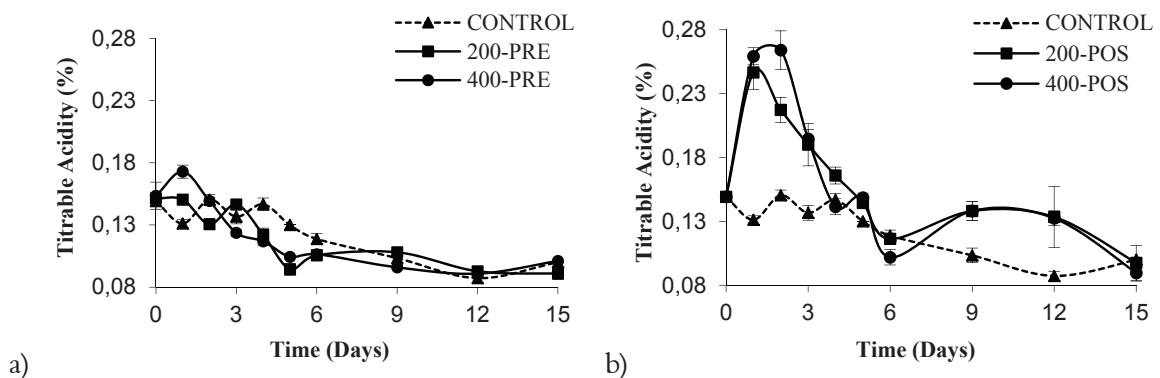 CONTROL
200-PRE
400-PRE
0,28
0,23
0,18
0,13
0,08
Titrable Acidity (%)
0 3 6 9 12 15
Time (Days)
a)
CONTROL
200-POS
400-POS
0,28
0,23
0,18
0,13
0,08
Titrable Acidity (%)
0 3 6 9 12 15
Time (Days)
b)